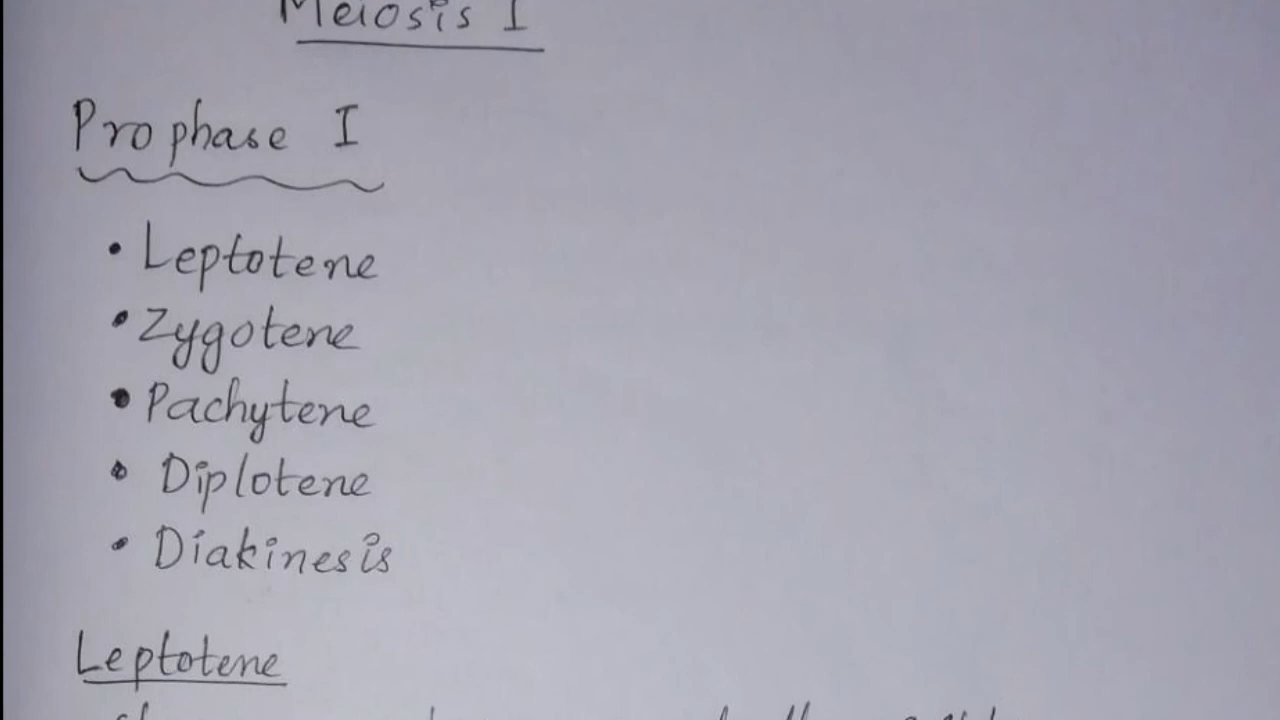 Meiosis I
Prophase I
• Leptotene
• Zygotene
• Pachytene
• Diplotene
• Diakinesis
Leptotene